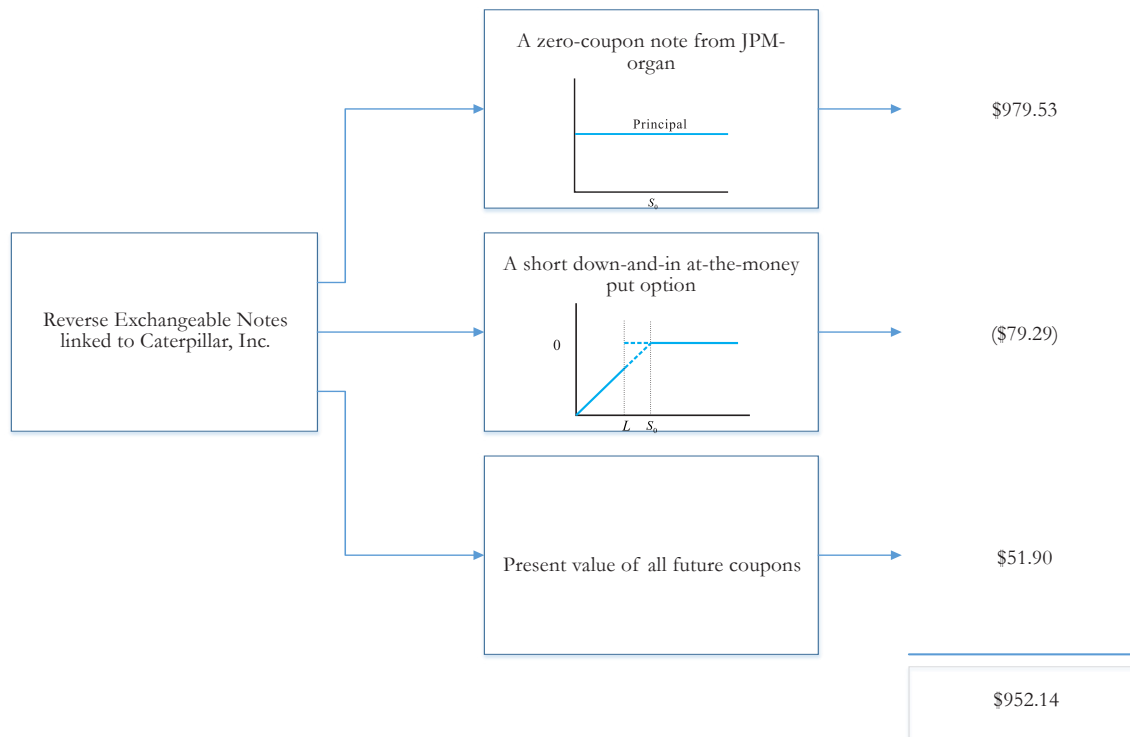 A zero-coupon note from JPM-
organ
Principal
S₀
$979.53
Reverse Exchangeable Notes
linked to Caterpillar, Inc.
A short down-and-in at-the-money
put option
0
L S₀
($79.29)
Present value of all future coupons
$51.90
$952.14